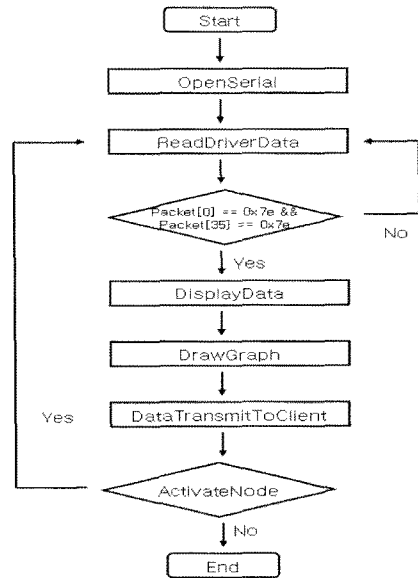 Start
OpenSerial
ReadDriverData
Packet[0] == 0x7e &&
Packet[35] == 0x7e
No
Yes
DisplayData
DrawGraph
DataTransmitToClient
Yes
ActivateNode
No
End